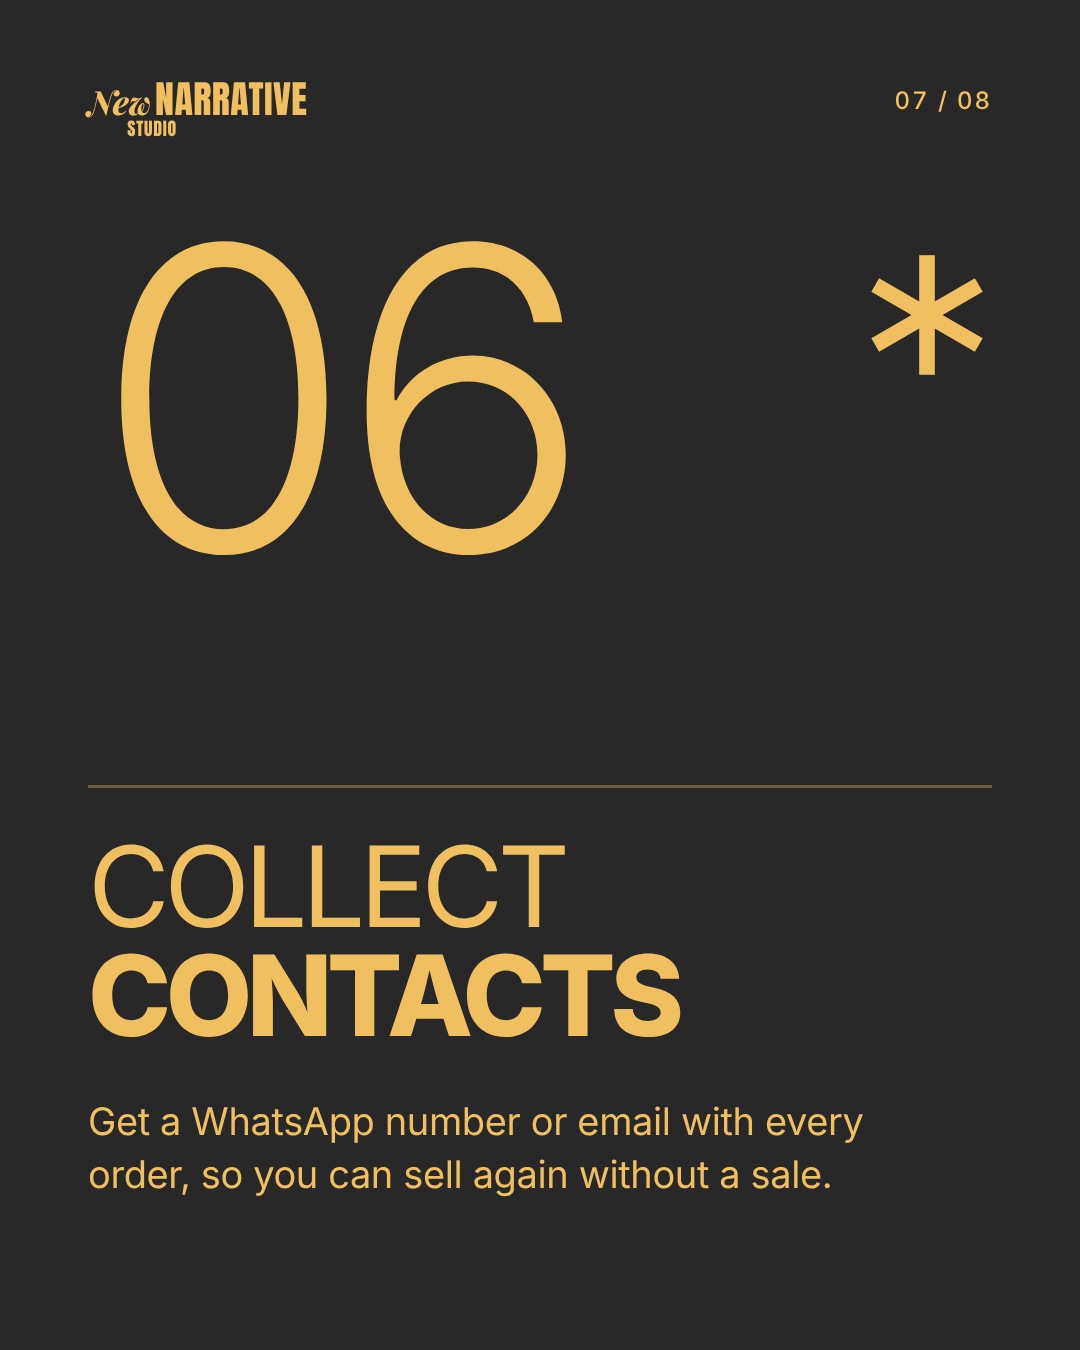 New NARRATIVE
STUDIO
07 / 08
06
*
COLLECT
CONTACTS
Get a WhatsApp number or email with every
order, so you can sell again without a sale.